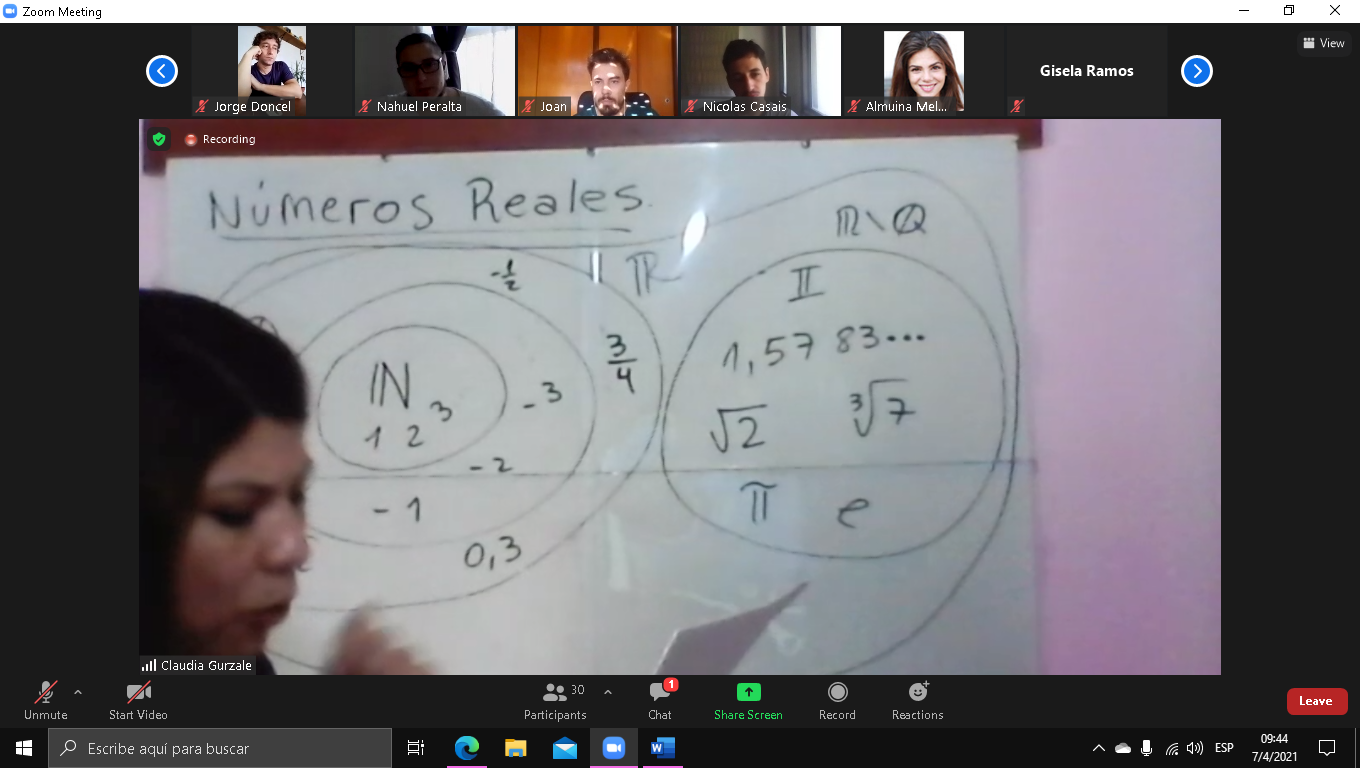 Zoom Meeting
View
Jorge Doncel
Nahuel Peralta
Joan
Nicolas Casais
Almuina Mel...
Gisela Ramos
Recording
Números Reales.
ℝ\ℚ
-1/2
ℝ
𝕀
3/4
1,5783...
ℕ
3
-3
√2
∛7
1 2
-2
-1
π e
0,3
Claudia Gurzale
30
1
Unmute
Start Video
Participants
Chat
Share Screen
Record
Reactions
Leave
Escribe aquí para buscar
ESP
09:44
7/4/2021